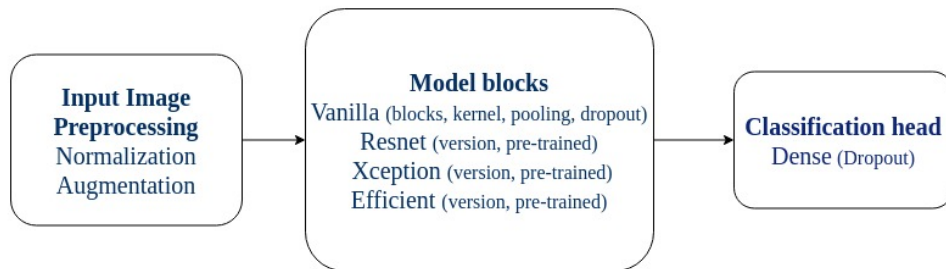 Input Image
Preprocessing
Normalization
Augmentation
Model blocks
Vanilla (blocks, kernel, pooling, dropout)
Resnet (version, pre-trained)
Xception (version, pre-trained)
Efficient (version, pre-trained)
Classification head
Dense (Dropout)